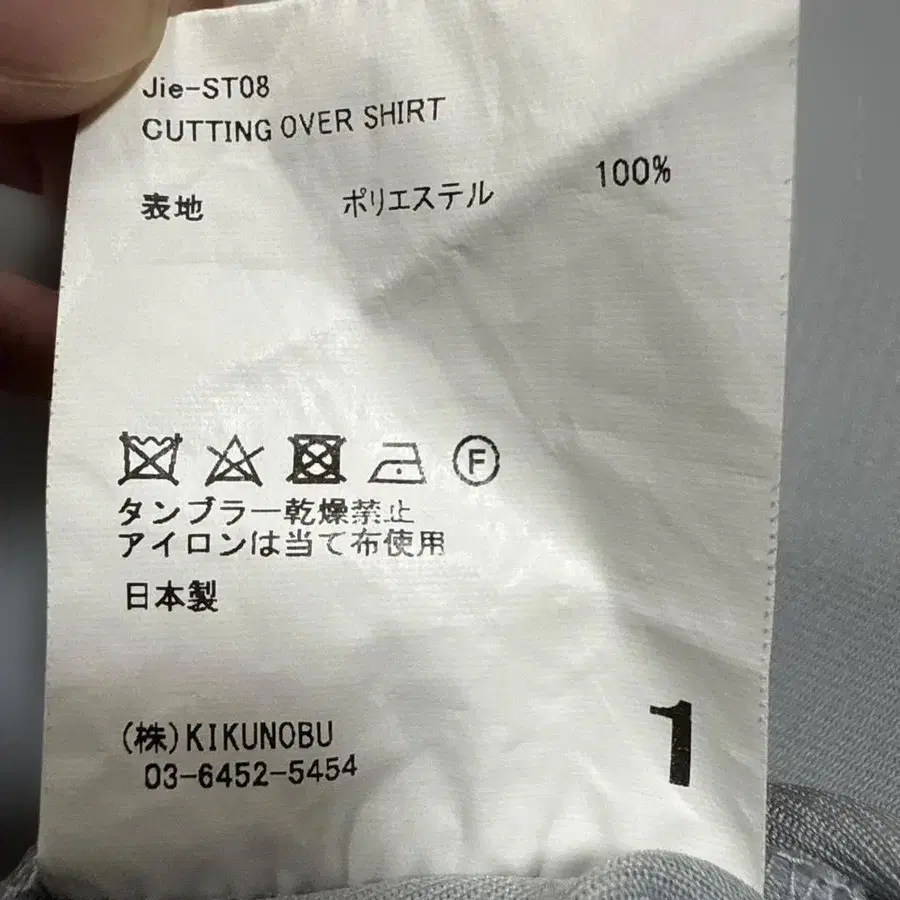 Jie-ST08
CUTTING OVER SHIRT
表地 ポリエステル 100%
F
タンブラー乾燥禁止
アイロンは当て布使用
日本製
(株)KIKUNOBU
03-6452-5454
1